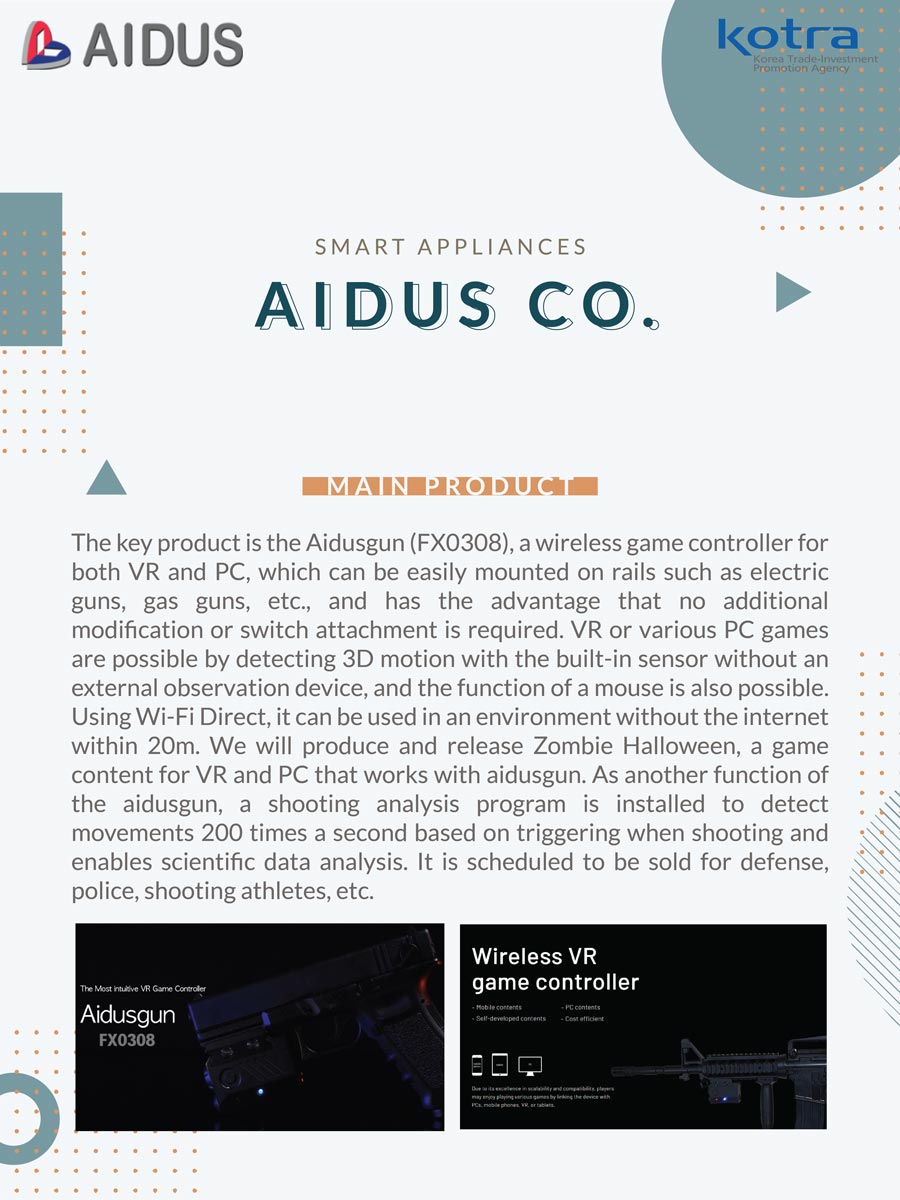 AIDUS
kotra
Korea Trade-Investment
Promotion Agency
SMART APPLIANCES
AIDUS CO.
MAIN PRODUCT
The key product is the Aidusgun (FX0308), a wireless game controller for
both VR and PC, which can be easily mounted on rails such as electric
guns, gas guns, etc., and has the advantage that no additional
modification or switch attachment is required. VR or various PC games
are possible by detecting 3D motion with the built-in sensor without an
external observation device, and the function of a mouse is also possible.
Using Wi-Fi Direct, it can be used in an environment without the internet
within 20m. We will produce and release Zombie Halloween, a game
content for VR and PC that works with aidusgun. As another function of
the aidusgun, a shooting analysis program is installed to detect
movements 200 times a second based on triggering when shooting and
enables scientific data analysis. It is scheduled to be sold for defense,
police, shooting athletes, etc.
The Most intuitive VR Game Controller
Aidusgun
FX0308
Wireless VR
game controller
- Mobile contents - PC contents
- Self-developed contents - Cost efficient
Due to its excellence in scalability and compatibility, players
may enjoy playing various games by linking the device with
PCs, mobile phones, VR, or tablets.